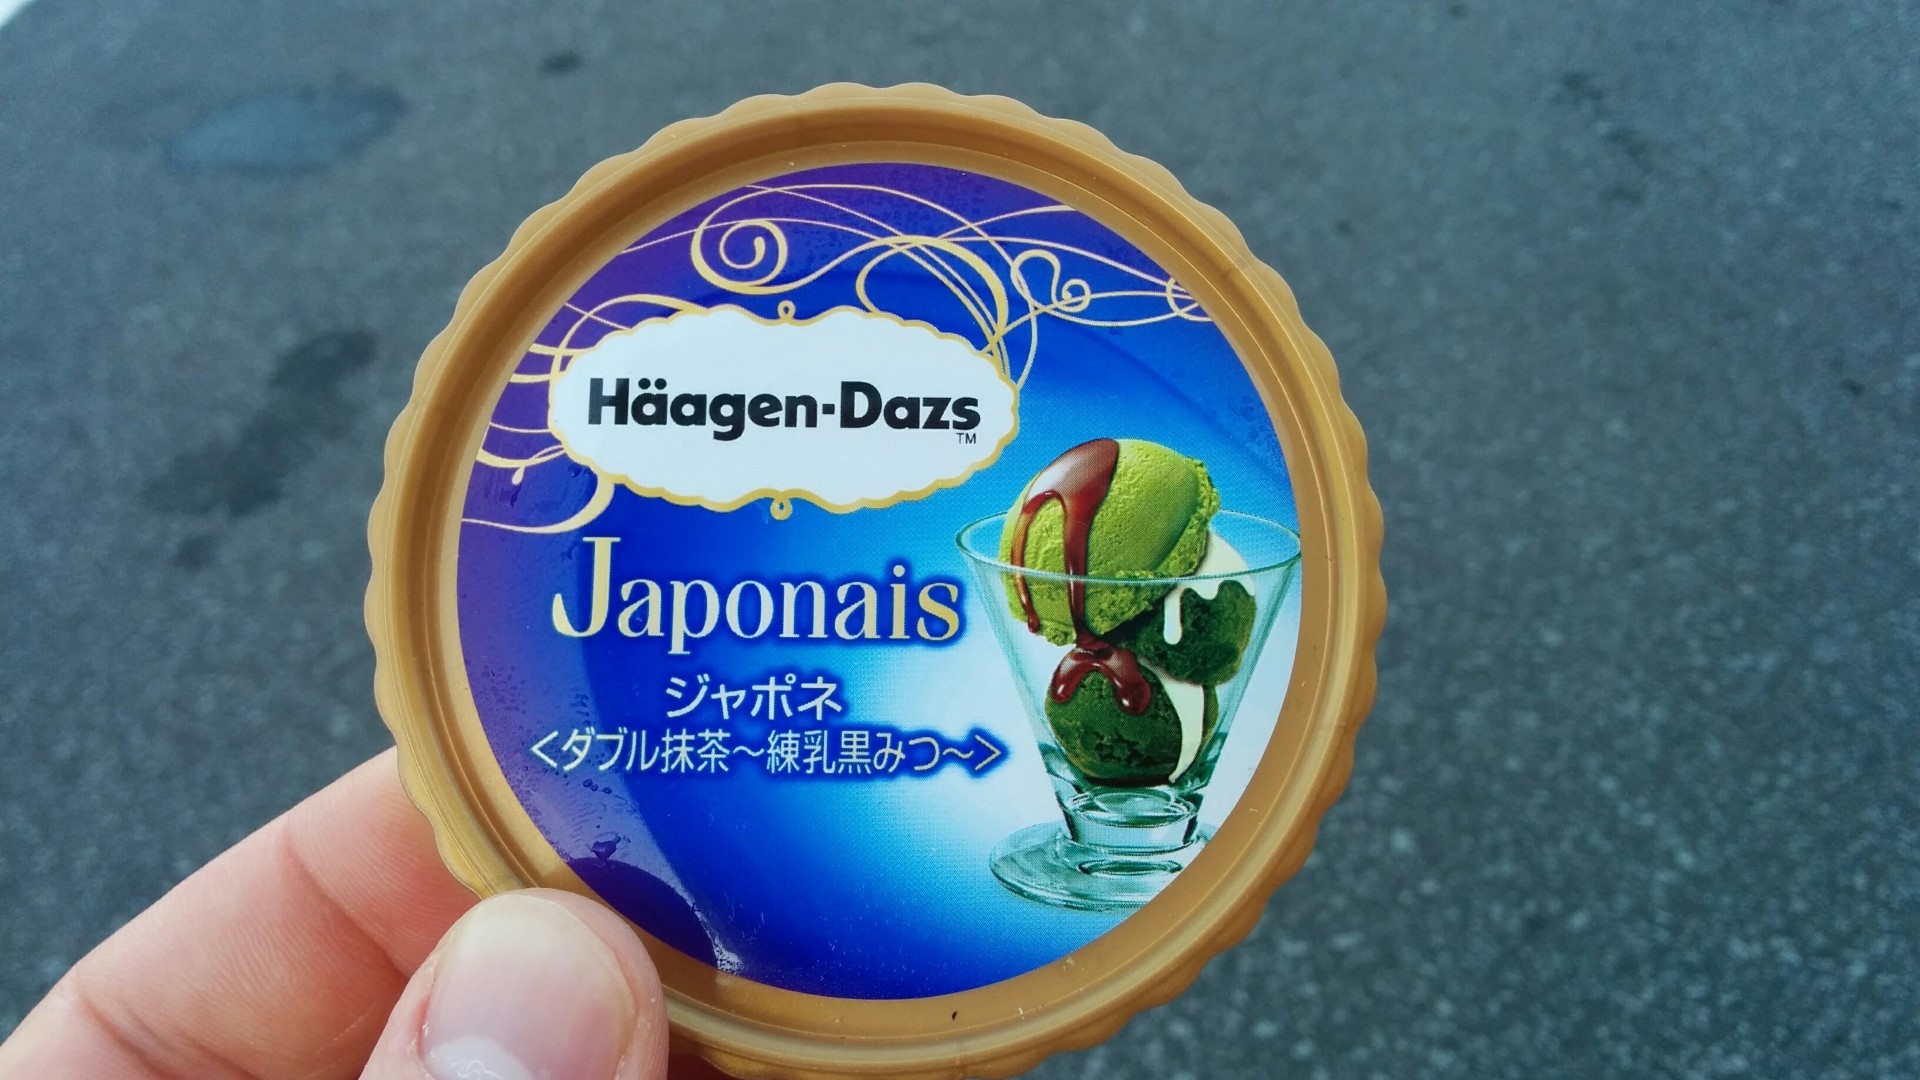 Häagen-Dazs
TM
Japonais
ジャポネ
<ダブル抹茶〜練乳黒みつ〜>